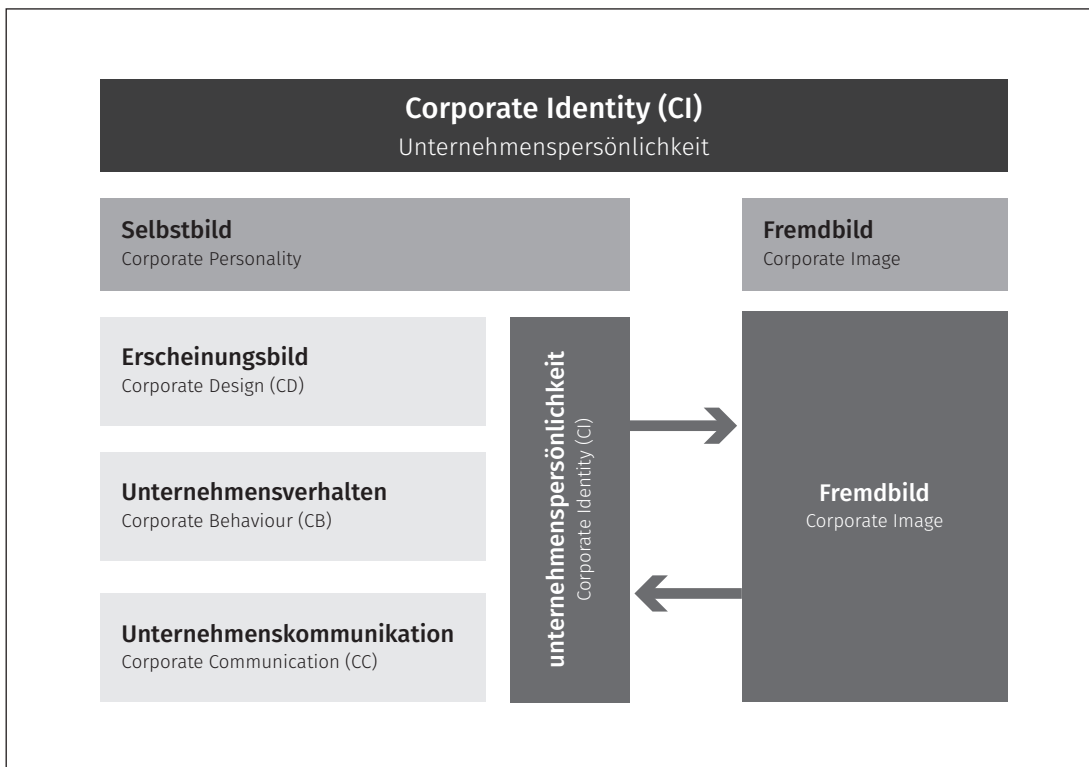 Corporate Identity (CI)
Unternehmenspersönlichkeit
Selbstbild
Corporate Personality
Fremdbild
Corporate Image
Erscheinungsbild
Corporate Design (CD)
Unternehmensverhalten
Corporate Behaviour (CB)
Unternehmenskommunikation
Corporate Communication (CC)
unternehmenspersönlichkeit
Corporate Identity (CI)
Fremdbild
Corporate Image